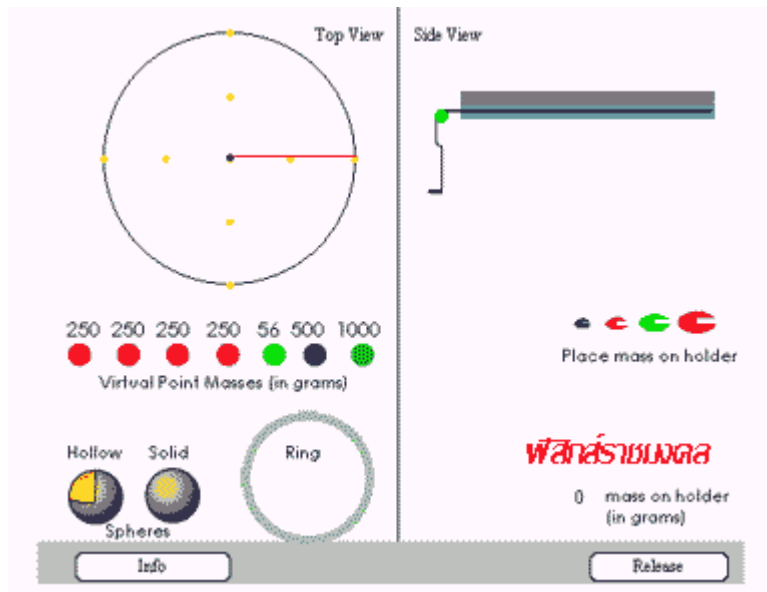 Top View
Side View
250 250 250 250 56 500 1000
Virtual Point Masses (in grams)
Place mass on holder
Hollow Solid
Ring
Spheres
ฟิสิกส์ราชมงคล
0 mass on holder
(in grams)
Info
Release